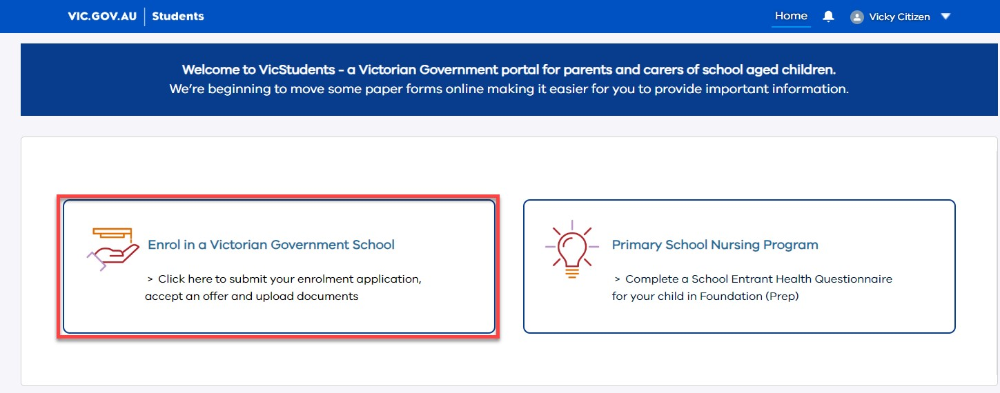 VIC.GOV.AU | Students
Home
Vicky Citizen
Welcome to VicStudents - a Victorian Government portal for parents and carers of school aged children.
We're beginning to move some paper forms online making it easier for you to provide important information.
Enrol in a Victorian Government School
> Click here to submit your enrolment application,
accept an offer and upload documents
Primary School Nursing Program
> Complete a School Entrant Health Questionnaire
for your child in Foundation (Prep)